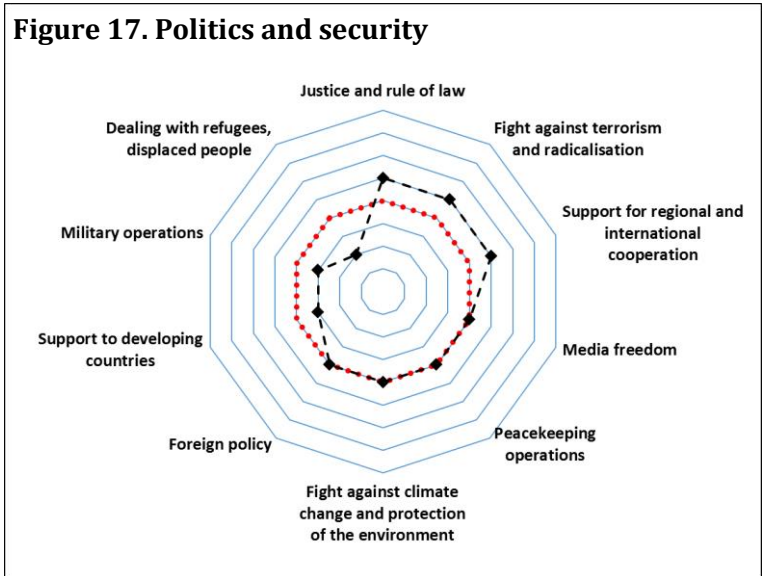 Figure 17. Politics and security
Justice and rule of law
Fight against terrorism
and radicalisation
Support for regional and
international
cooperation
Media freedom
Peacekeeping
operations
Fight against climate
change and protection
of the environment
Foreign policy
Support to developing
countries
Military operations
Dealing with refugees,
displaced people